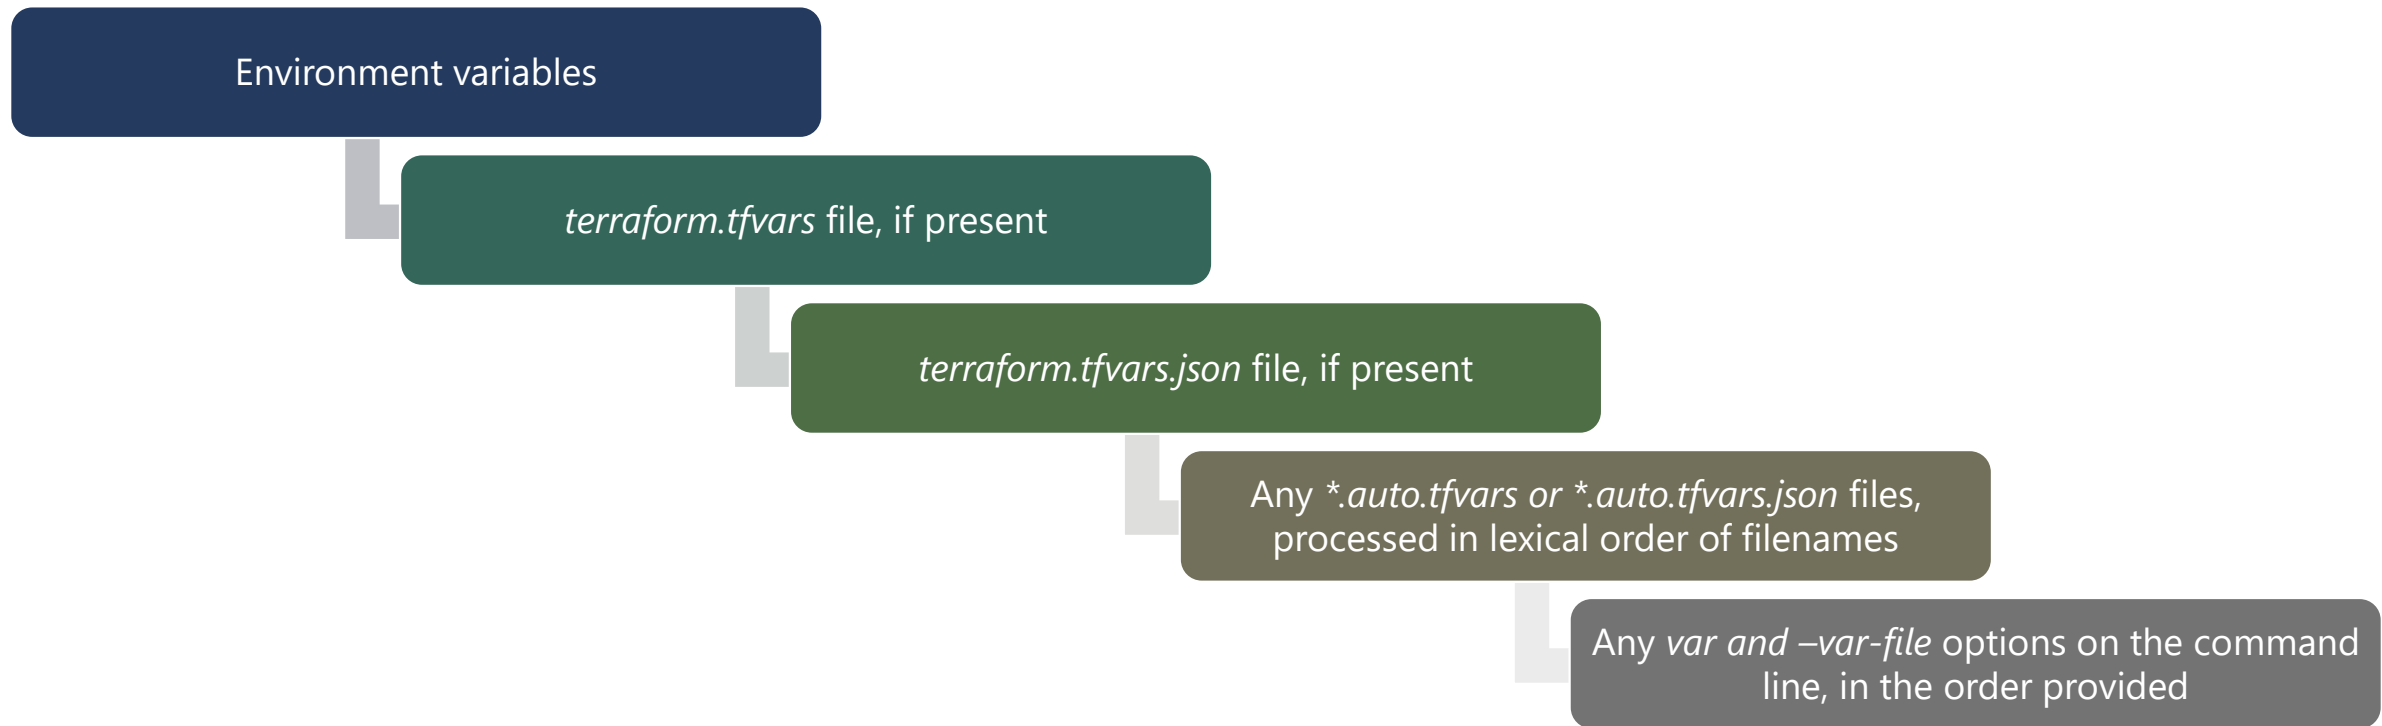 Environment variables
terraform.tfvars file, if present
terraform.tfvars.json file, if present
Any *.auto.tfvars or *.auto.tfvars.json files,
processed in lexical order of filenames
Any var and –var-file options on the command
line, in the order provided